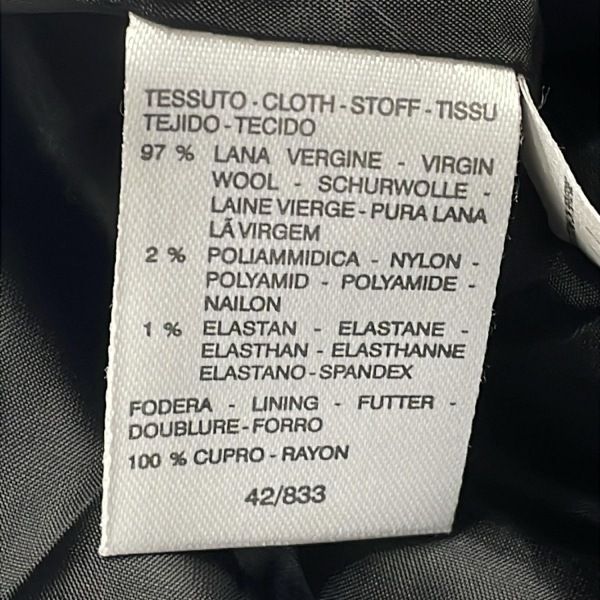 TESSUTO - CLOTH - STOFF - TISSU
TEJIDO - TECIDO
97 % LANA VERGINE - VIRGIN
WOOL - SCHURWOLLE -
LAINE VIERGE - PURA LANA
LÃ VIRGEM
2 % POLIAMMIDICA - NYLON -
POLYAMID - POLYAMIDE -
NAILON
1 % ELASTAN - ELASTANE -
ELASTHAN - ELASTHANNE
ELASTANO - SPANDEX
FODERA - LINING - FUTTER -
DOUBLURE - FORRO
100 % CUPRO - RAYON
42/833